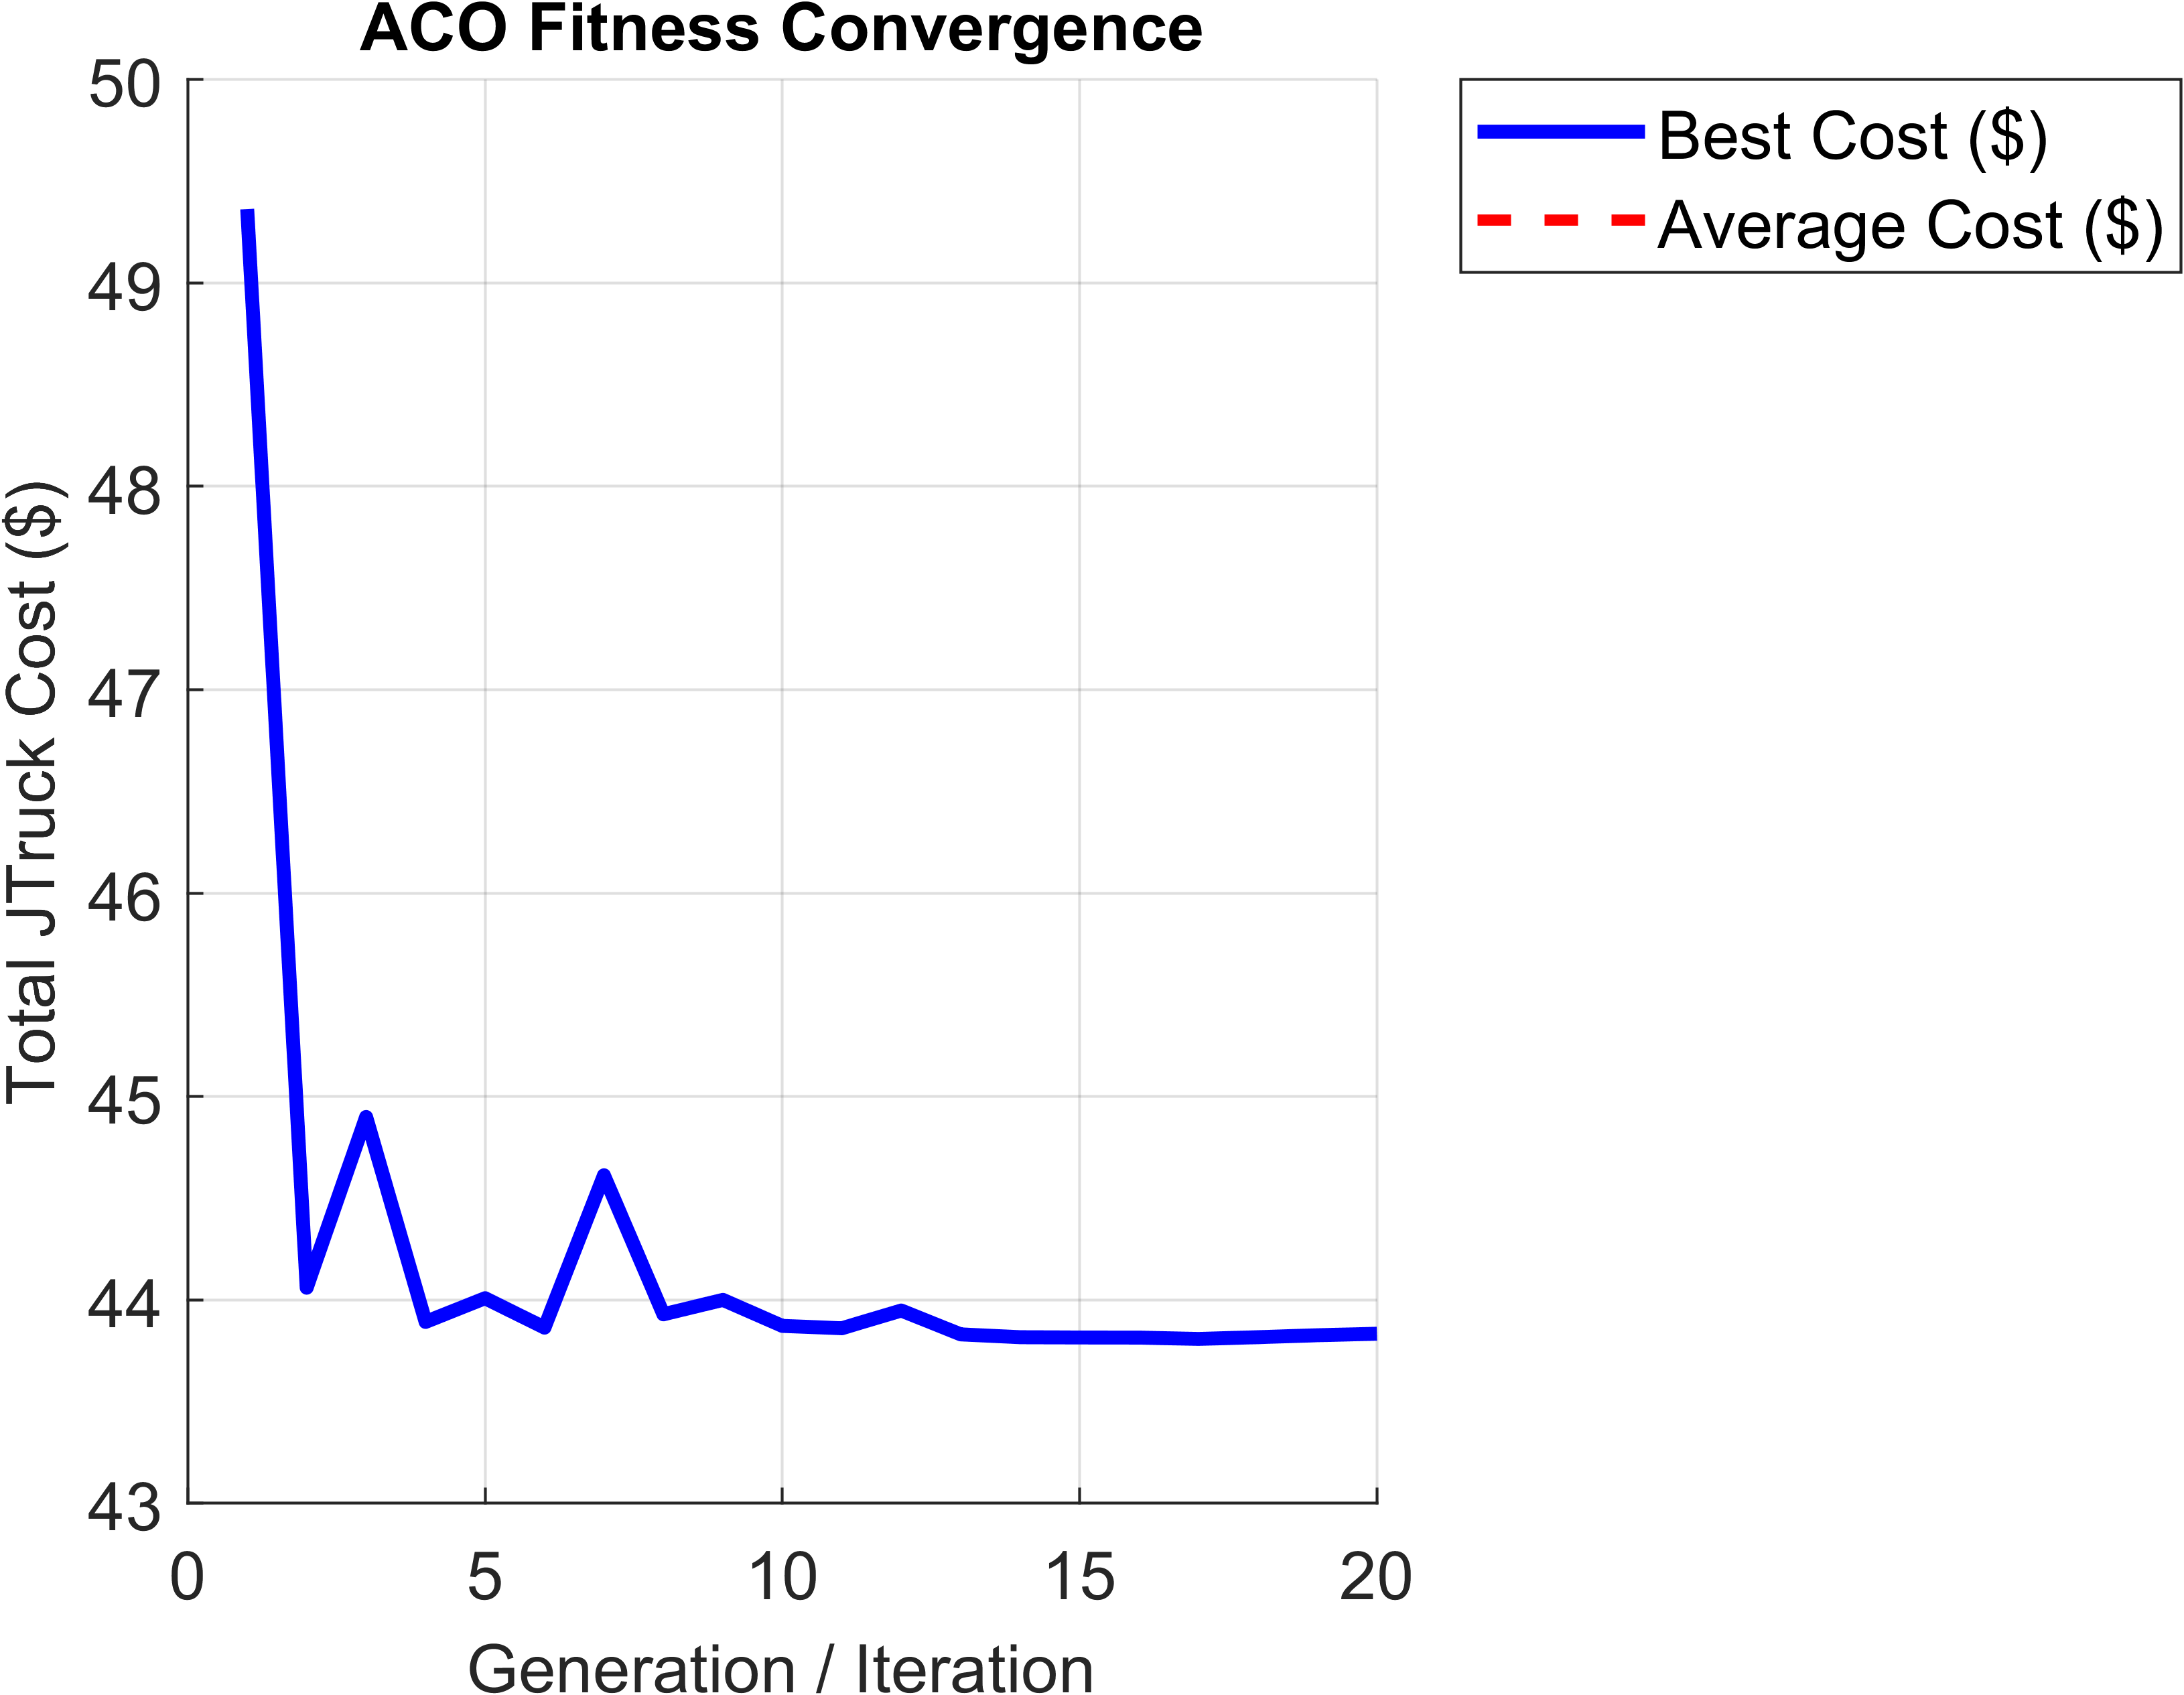 ACO Fitness Convergence
Best Cost ($)
Average Cost ($)
Total JTruck Cost ($)
50
49
48
47
46
45
44
43
0 5 10 15 20
Generation / Iteration